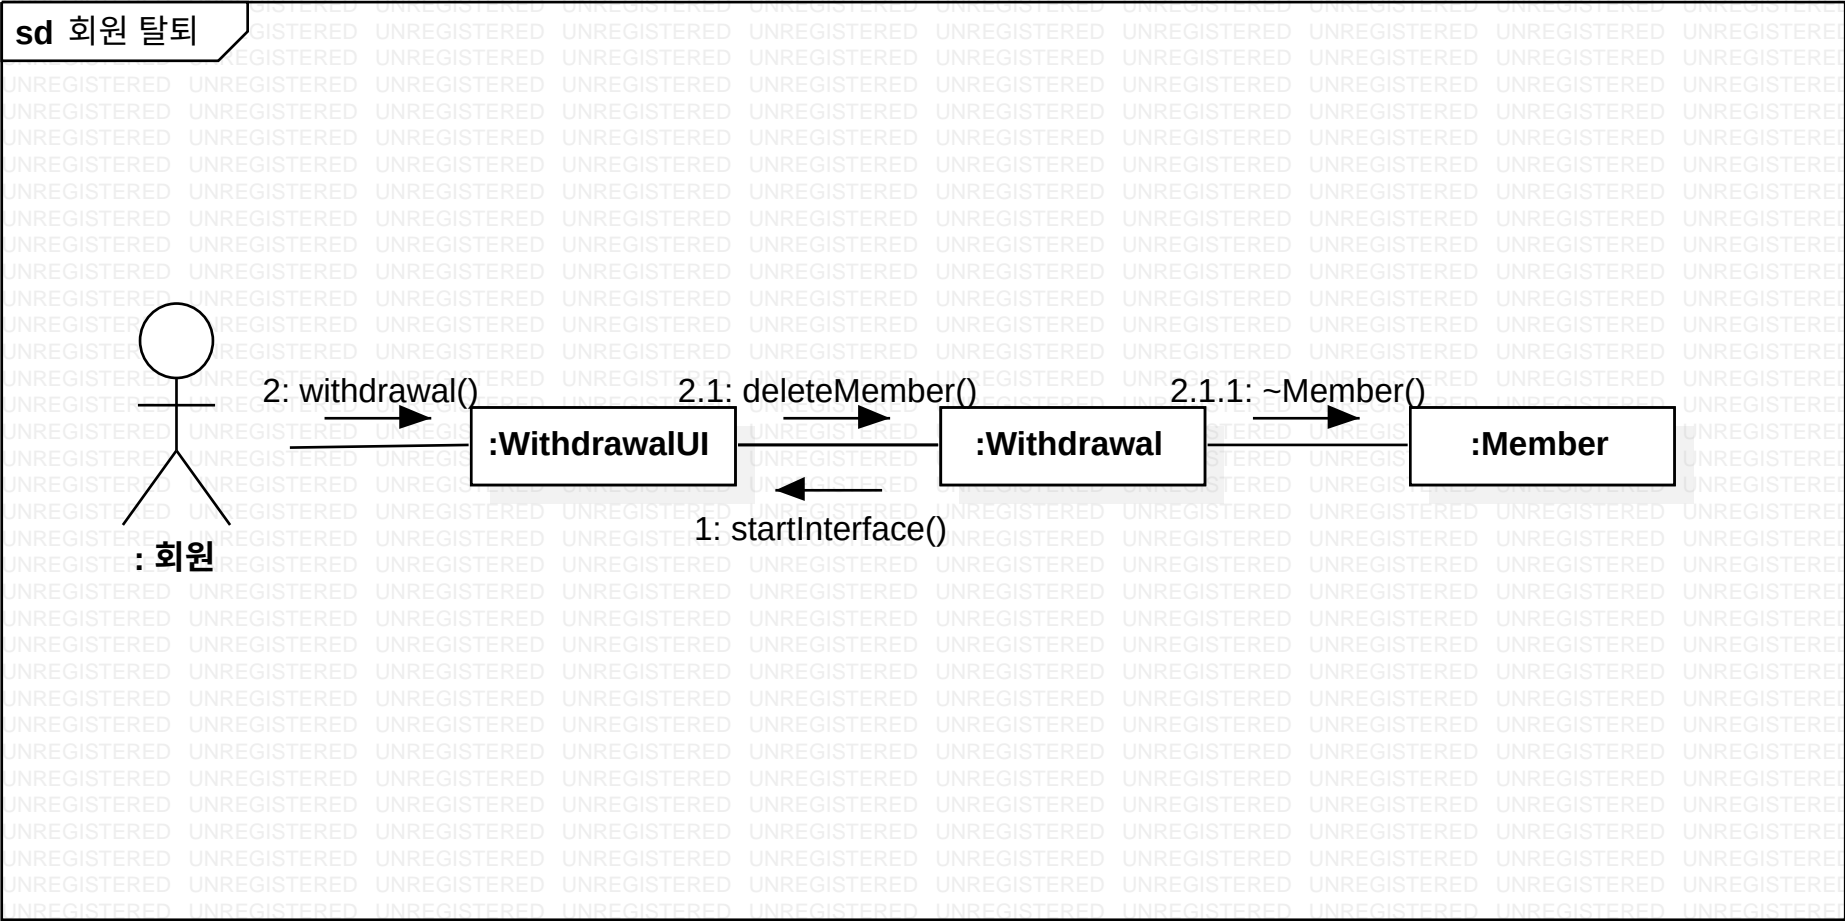 sd 회원 탈퇴
2: withdrawal()
2.1: deleteMember()
2.1.1: ~Member()
:WithdrawalUI
:Withdrawal
:Member
1: startInterface()
: 회원
UNREGISTERED